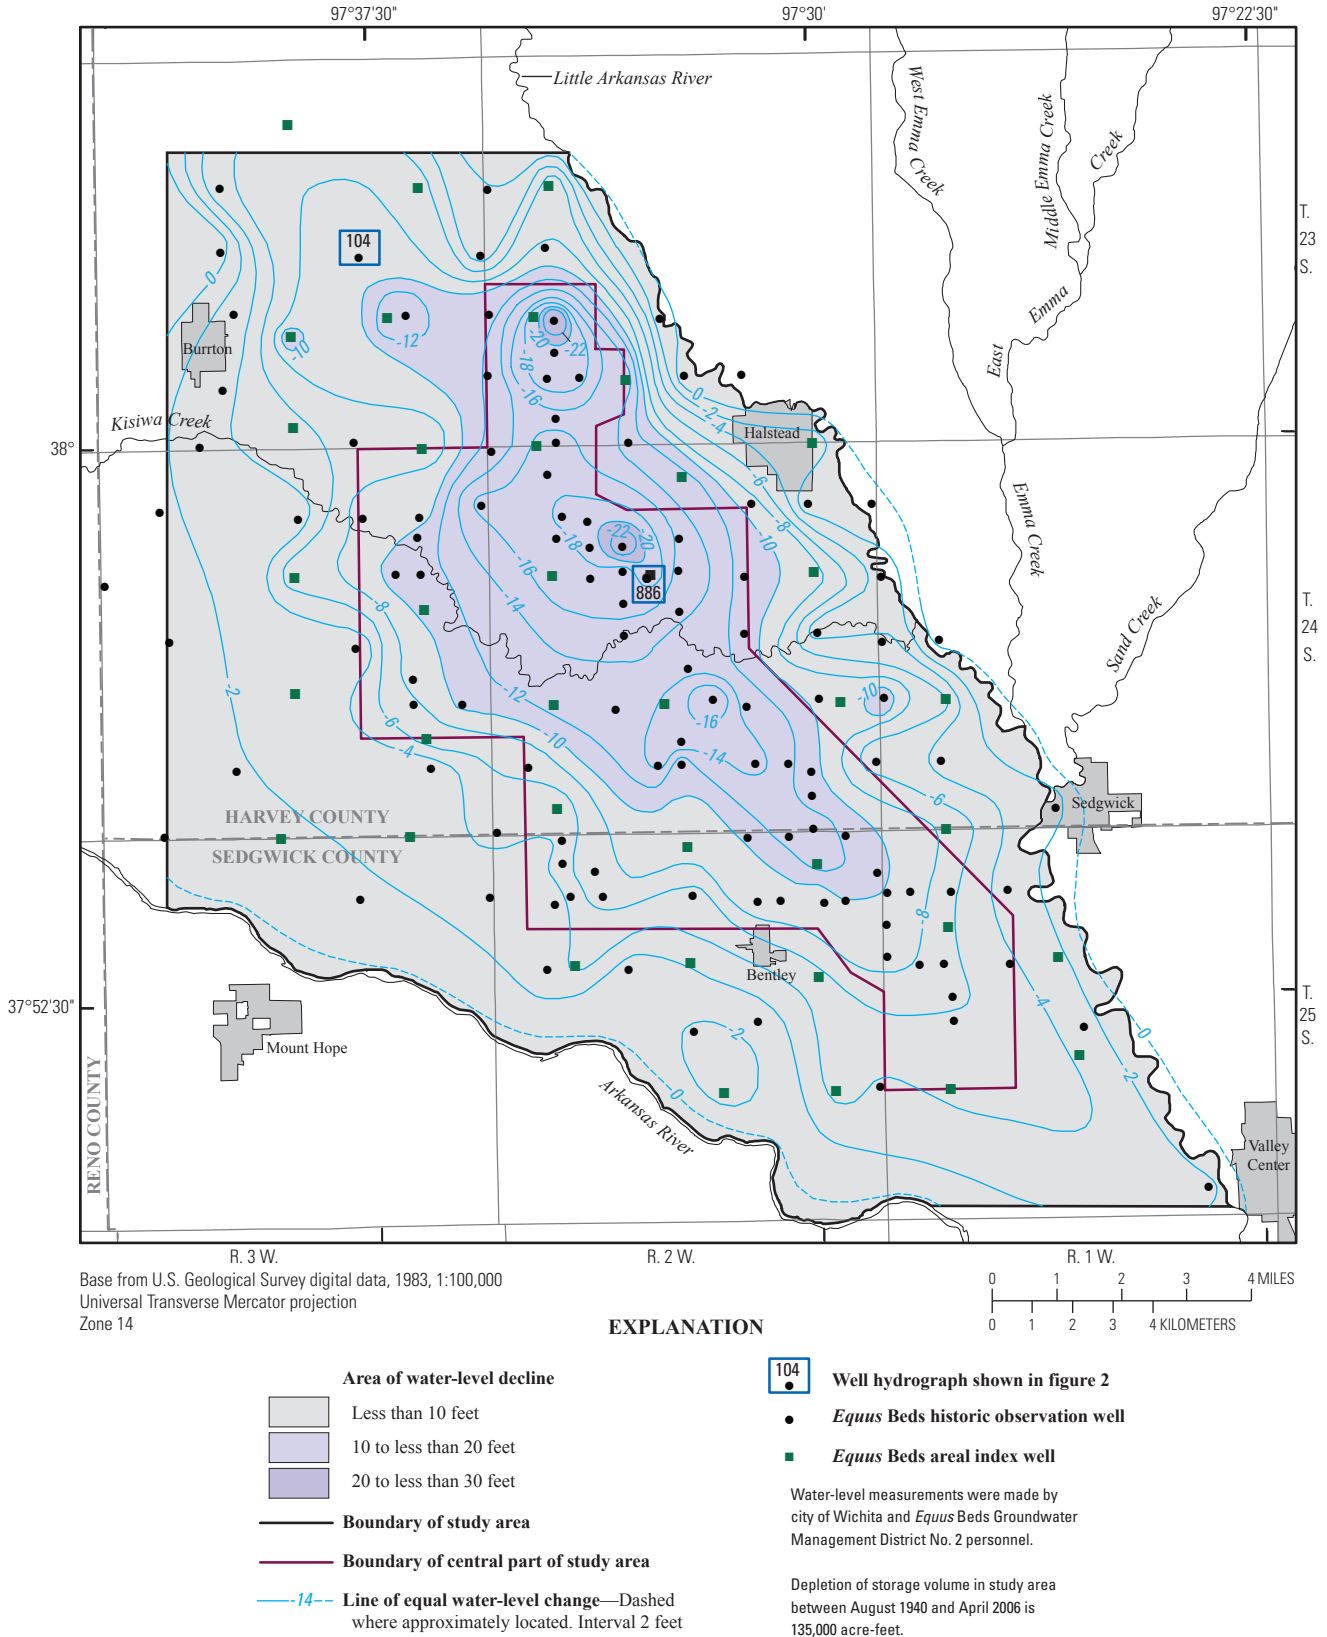 97°37'30"
97°30'
97°22'30"
Little Arkansas River
West Emma Creek
Middle Emma Creek
Creek
T.
23
S.
104
0
Emma
Burrton
-10
-12
-20
-22
-18
-16
East
0
-2
-4
Kisiwa Creek
Halstead
38°
-6
-8
-10
Emma Creek
-22
-20
-18
-16
886
-14
-8
T.
24
S.
Sand Creek
-2
-12
-10
-16
-6
-4
-10
-14
-6
Sedgwick
HARVEY COUNTY
SEDGWICK COUNTY
-8
Bentley
37°52'30"
-4
0
T.
25
S.
Mount Hope
-2
-2
0
Arkansas River
RENO COUNTY
Valley
Center
R. 3 W.
R. 2 W.
R. 1 W.
Base from U.S. Geological Survey digital data, 1983, 1:100,000
Universal Transverse Mercator projection
Zone 14
0 1 2 3 4 MILES
0 1 2 3 4 KILOMETERS
EXPLANATION
Area of water-level decline
Less than 10 feet
10 to less than 20 feet
20 to less than 30 feet
Boundary of study area
Boundary of central part of study area
-14 Line of equal water-level change—Dashed
where approximately located. Interval 2 feet
104 Well hydrograph shown in figure 2
Equus Beds historic observation well
Equus Beds areal index well
Water-level measurements were made by
city of Wichita and Equus Beds Groundwater
Management District No. 2 personnel.
Depletion of storage volume in study area
between August 1940 and April 2006 is
135,000 acre-feet.